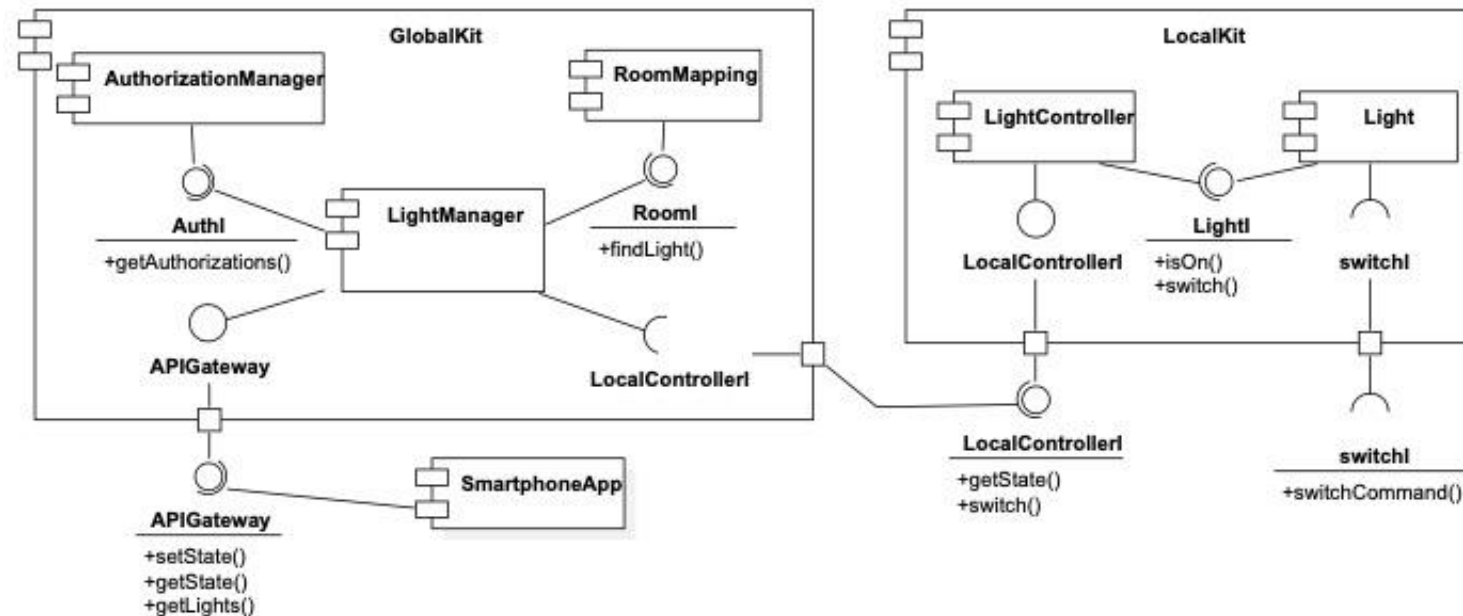 GlobalKit
AuthorizationManager
RoomMapping
LightManager
AuthI
+getAuthorizations()
RoomI
+findLight()
APIGateway
LocalControllerI
SmartphoneApp
APIGateway
+setState()
+getState()
+getLights()
LocalKit
LightController
Light
LocalControllerI
LightI
+isOn()
+switch()
switchI
LocalControllerI
+getState()
+switch()
switchI
+switchCommand()